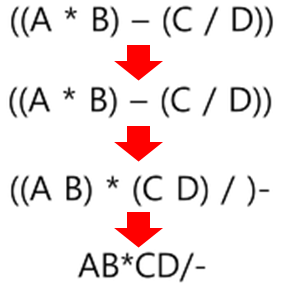 ((A * B) – (C / D))
((A * B) – (C / D))
((A B) * (C D) / )-
AB*CD/-